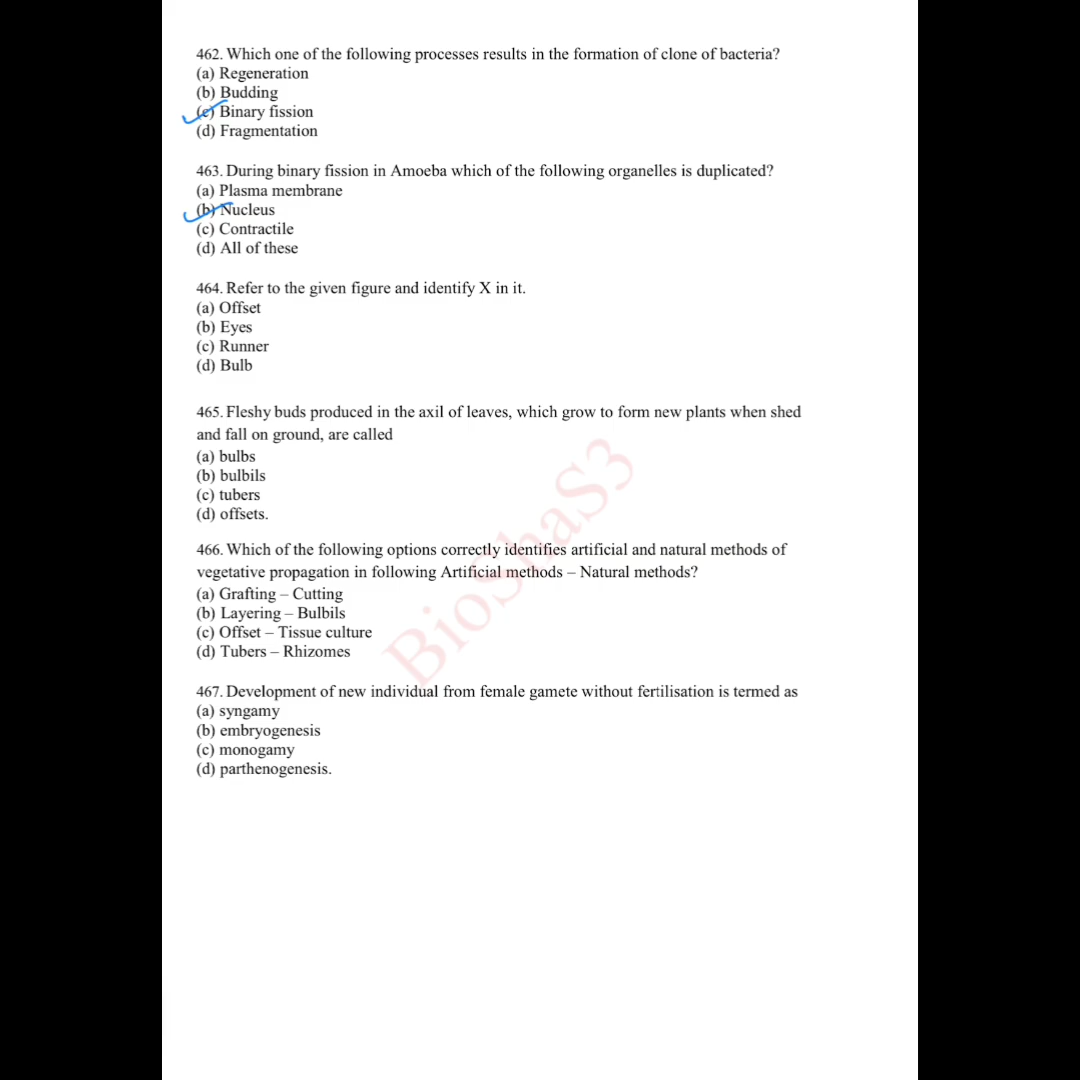 462. Which one of the following processes results in the formation of clone of bacteria?
(a) Regeneration
(b) Budding
(c) Binary fission
(d) Fragmentation
463. During binary fission in Amoeba which of the following organelles is duplicated?
(a) Plasma membrane
(b) Nucleus
(c) Contractile
(d) All of these
464. Refer to the given figure and identify X in it.
(a) Offset
(b) Eyes
(c) Runner
(d) Bulb
465. Fleshy buds produced in the axil of leaves, which grow to form new plants when shed
and fall on ground, are called
(a) bulbs
(b) bulbils
(c) tubers
(d) offsets.
466. Which of the following options correctly identifies artificial and natural methods of
vegetative propagation in following Artificial methods – Natural methods?
(a) Grafting – Cutting
(b) Layering – Bulbils
(c) Offset – Tissue culture
(d) Tubers – Rhizomes
467. Development of new individual from female gamete without fertilisation is termed as
(a) syngamy
(b) embryogenesis
(c) monogamy
(d) parthenogenesis.
BioShaS3